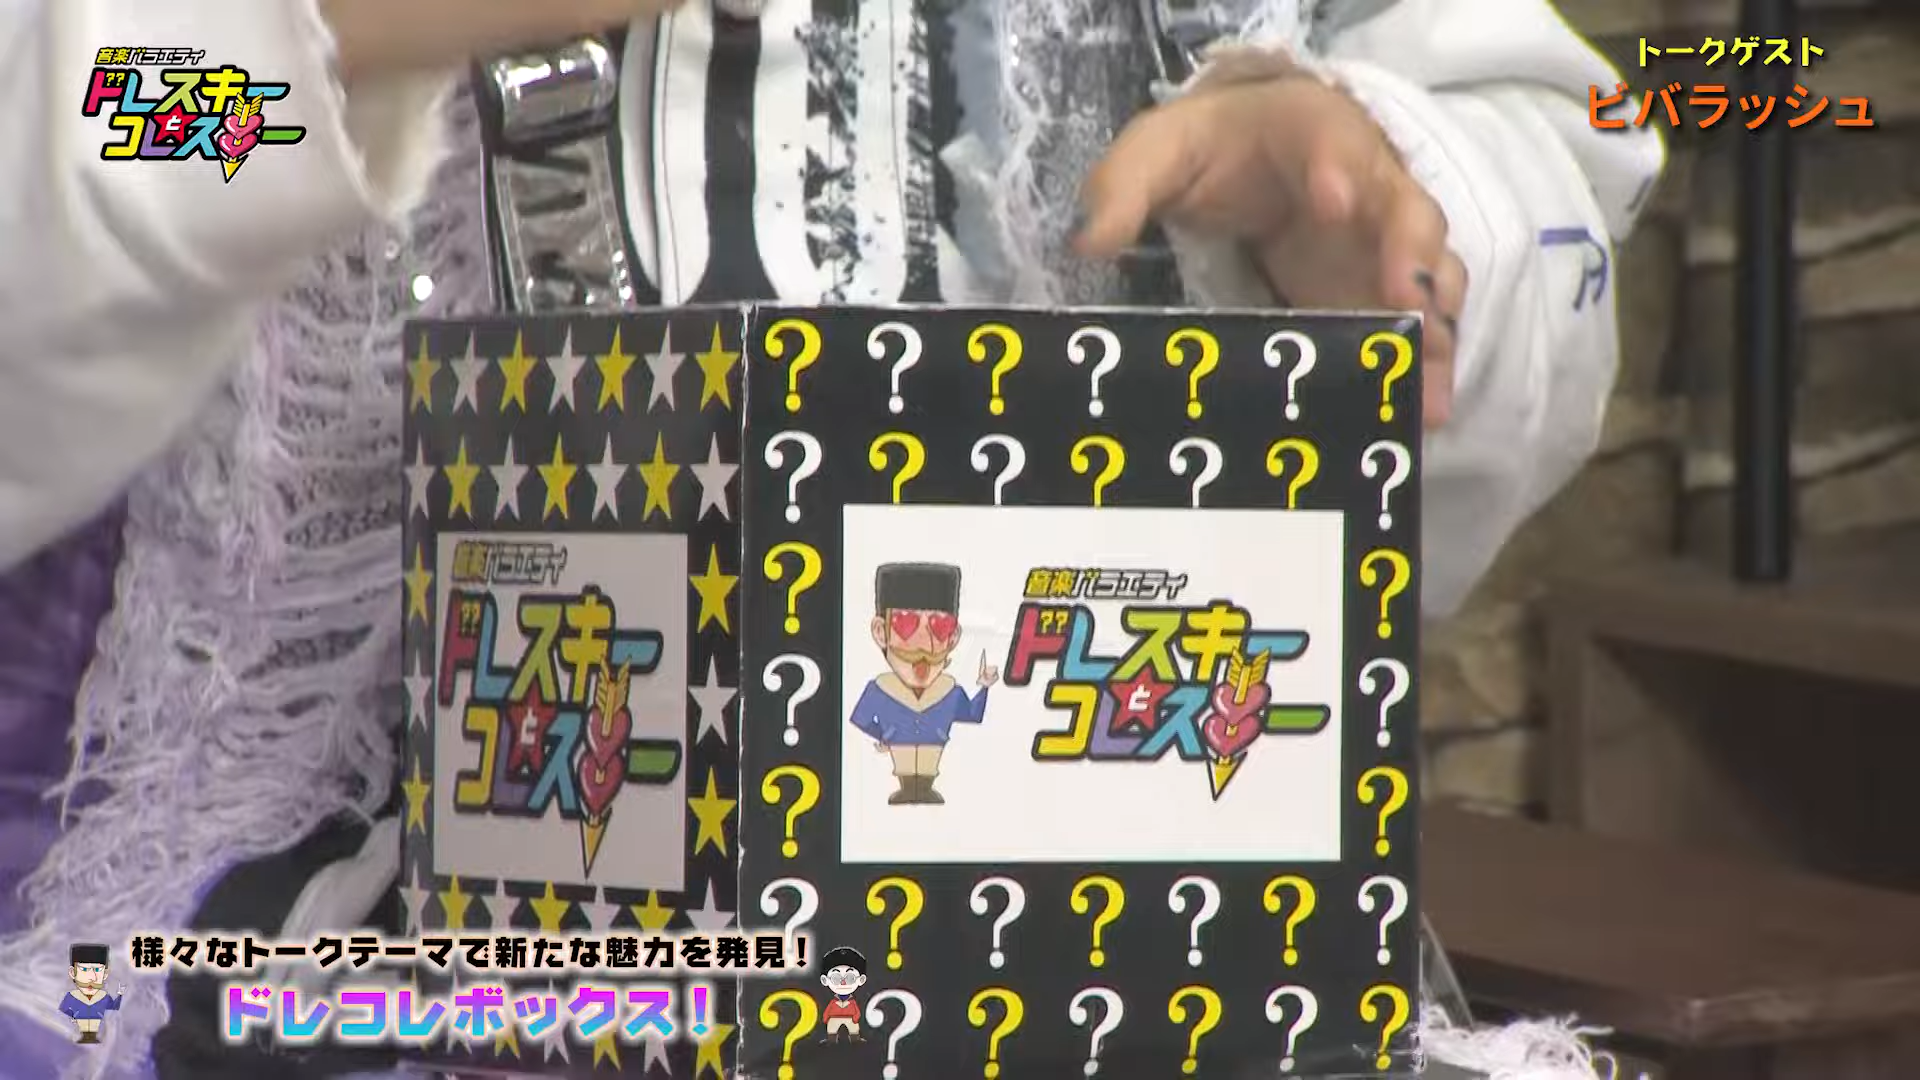 音楽バラエティ
ドレスキー
と
コレスキー
トークゲスト
ビバラッシュ
音楽バラエティ
??
ドレスキー
と
コレスキー
音楽バラエティ
??
ドレスキー
と
コレスキー
様々なトークテーマで新たな魅力を発見！
ドレコレボックス！